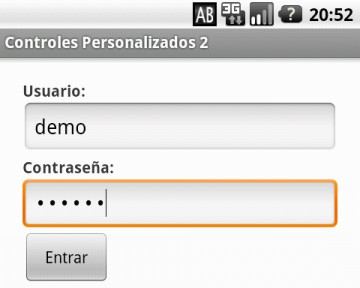 AB 3G ? 20:52
Controles Personalizados 2
Usuario:
demo
Contraseña:
••••••
Entrar